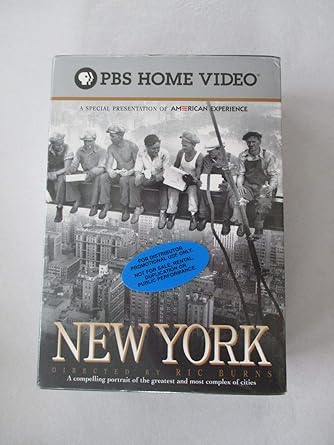 PBS HOME VIDEO
A SPECIAL PRESENTATION OF AMERICAN EXPERIENCE
FOR DISTRIBUTOR
PROMOTIONAL USE ONLY.
NOT FOR SALE, RENTAL,
DUPLICATION OR
PUBLIC PERFORMANCE.
NEW YORK
DIRECTED BY RIC BURNS
A compelling portrait of the greatest and most complex of cities